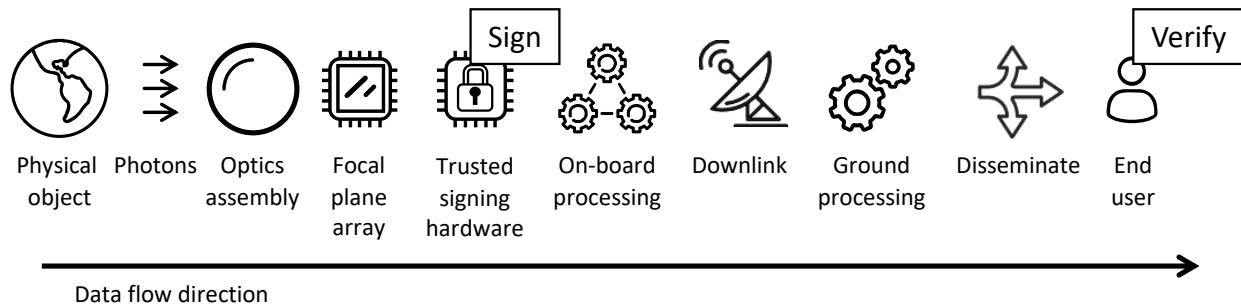 Sign
Verify
Physical
object
Photons
Optics
assembly
Focal
plane
array
Trusted
signing
hardware
On-board
processing
Downlink
Ground
processing
Disseminate
End
user
Data flow direction